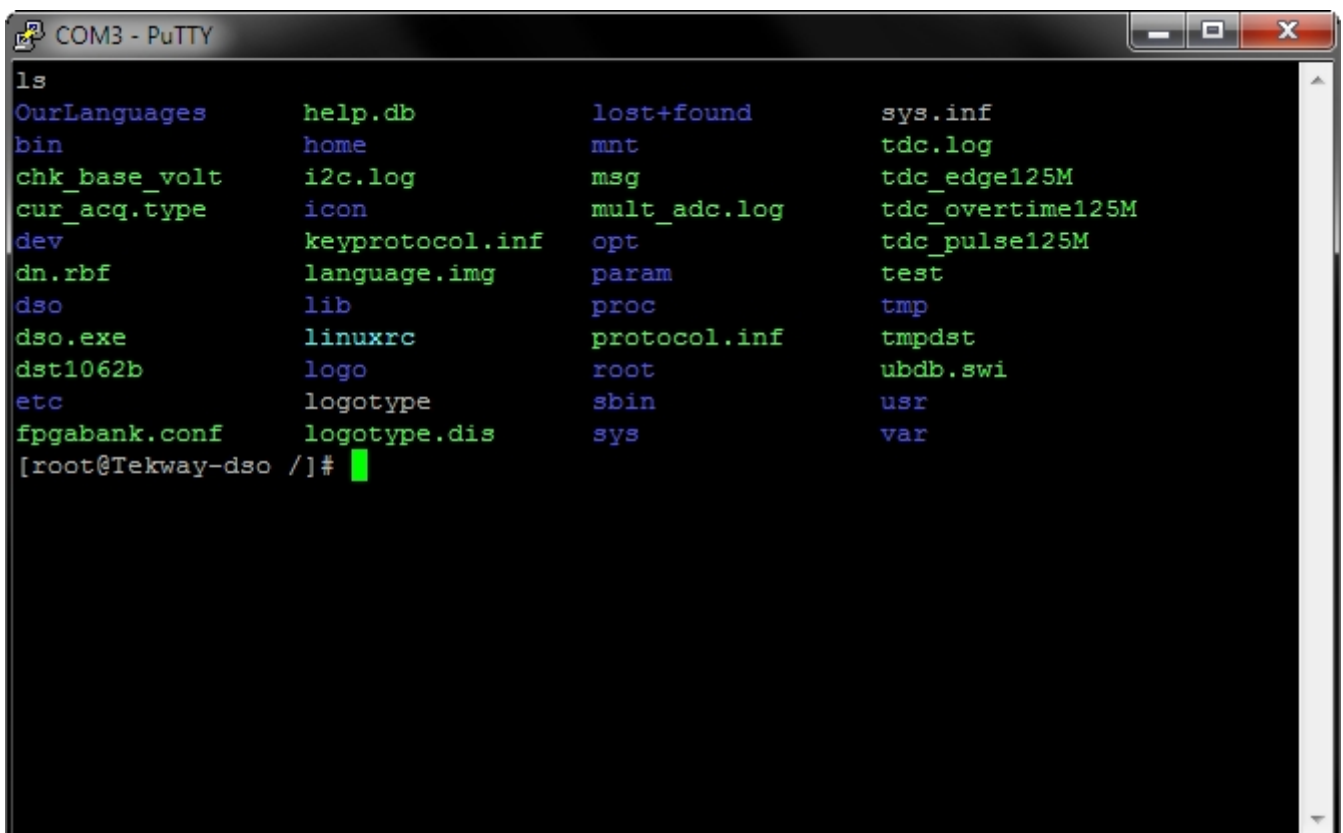 COM3 - PuTTY
ls
OurLanguages help.db lost+found sys.inf
bin home mnt tdc.log
chk_base_volt i2c.log msg tdc_edge125M
cur_acq.type icon mult_adc.log tdc_overtime125M
dev keyprotocol.inf opt tdc_pulse125M
dn.rbf language.img param test
dso lib proc tmp
dso.exe linuxrc protocol.inf tmpdst
dst1062b logo root ubdb.swi
etc logotype sbin usr
fpgabank.conf logotype.dis sys var
[root@Tekway-dso /]#